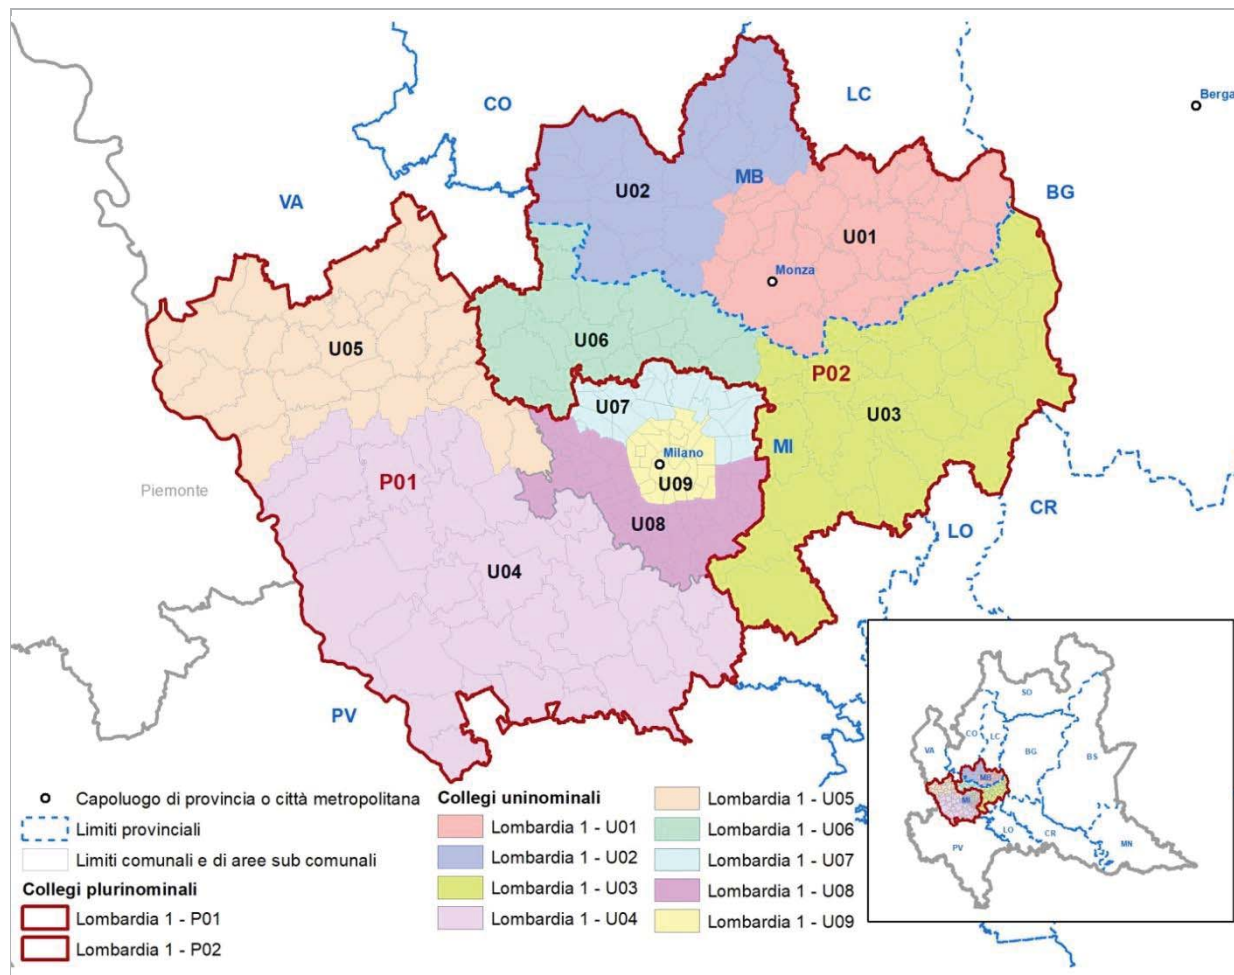 CO
LC
Berga
MB
BG
U02
VA
U01
Monza
U05
U06
P02
U07
U03
MI
Milano
P01
U09
Piemonte
CR
U08
LO
U04
PV
Capoluogo di provincia o città metropolitana
Limiti provinciali
Limiti comunali e di aree sub comunali
Collegi plurinominali
Lombardia 1 - P01
Lombardia 1 - P02
Collegi uninominali
Lombardia 1 - U01
Lombardia 1 - U02
Lombardia 1 - U03
Lombardia 1 - U04
Lombardia 1 - U05
Lombardia 1 - U06
Lombardia 1 - U07
Lombardia 1 - U08
Lombardia 1 - U09
SO
CO
LC
VA
BG
BS
MB
MI
LO
CR
PV
MN